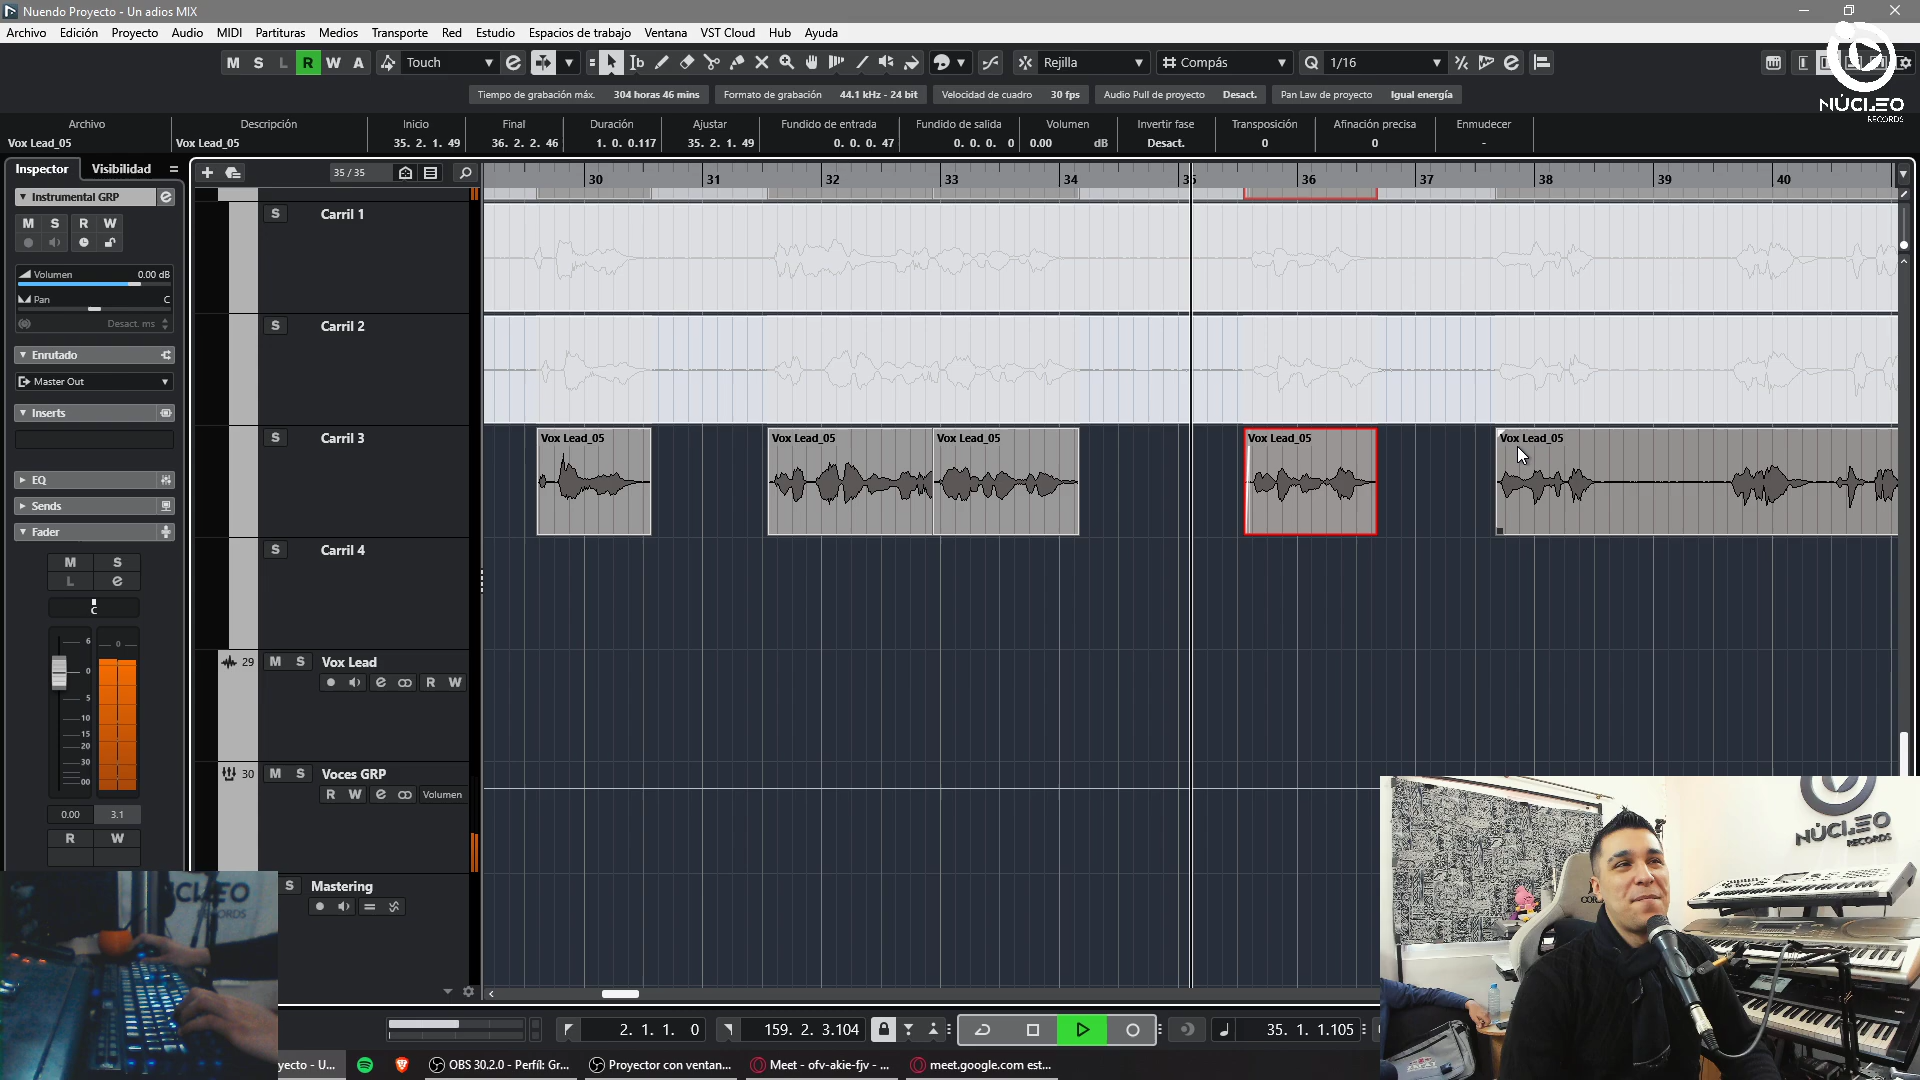 Nuendo Proyecto - Un adios MIX
Archivo Edición Proyecto Audio MIDI Partituras Medios Transporte Red Estudio Espacios de trabajo Ventana VST Cloud Hub Ayuda
M S L R W A Touch Rejilla Compás Q 1/16
NÚCLEO
RECORDS
Tiempo de grabación máx. 304 horas 46 mins Formato de grabación 44.1 kHz - 24 bit Velocidad de cuadro 30 fps Audio Pull de proyecto Desact. Pan Law de proyecto Igual energía
Archivo Descripción Inicio Final Duración Ajustar Fundido de entrada Fundido de salida Volumen Invertir fase Transposición Afinación precisa Enmudecer
Vox Lead_05 Vox Lead_05 35. 2. 1. 49 36. 2. 2. 46 1. 0. 0.117 35. 2. 1. 49 0. 0. 0. 47 0. 0. 0. 0 0.00 dB Desact. 0 0 -
Inspector Visibilidad 35 / 35
30 31 32 33 34 35 36 37 38 39 40
Instrumental GRP
M S R W
Volumen 0.00 dB
Pan C
Desact. ms
Enrutado
Master Out
Inserts
EQ
Sends
Fader
M S
L e
C
6
0
0
5
10
15
20
30
00
0.00 3.1
R W
S Carril 1
S Carril 2
S Carril 3
Vox Lead_05 Vox Lead_05 Vox Lead_05 Vox Lead_05 Vox Lead_05
S Carril 4
29 M S Vox Lead
R W
30 M S Voces GRP
R W Volumen
S Mastering
NÚCLEO
RECORDS
2. 1. 1. 0 159. 2. 3.104 35. 1. 1.105
yecto - U... OBS 30.2.0 - Perfíl: Gr... Proyector con ventan... Meet - ofv-akie-fjv - ... meet.google.com est...